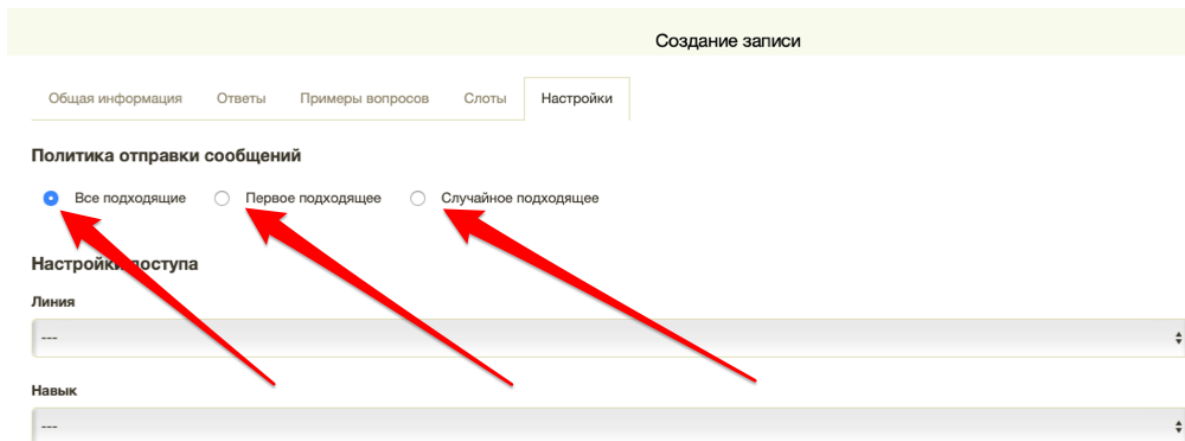 Создание записи
Общая информация Ответы Примеры вопросов Слоты Настройки
Политика отправки сообщений
Все подходящие Первое подходящее Случайное подходящее
Настройки доступа
Линия
---
Навык
---